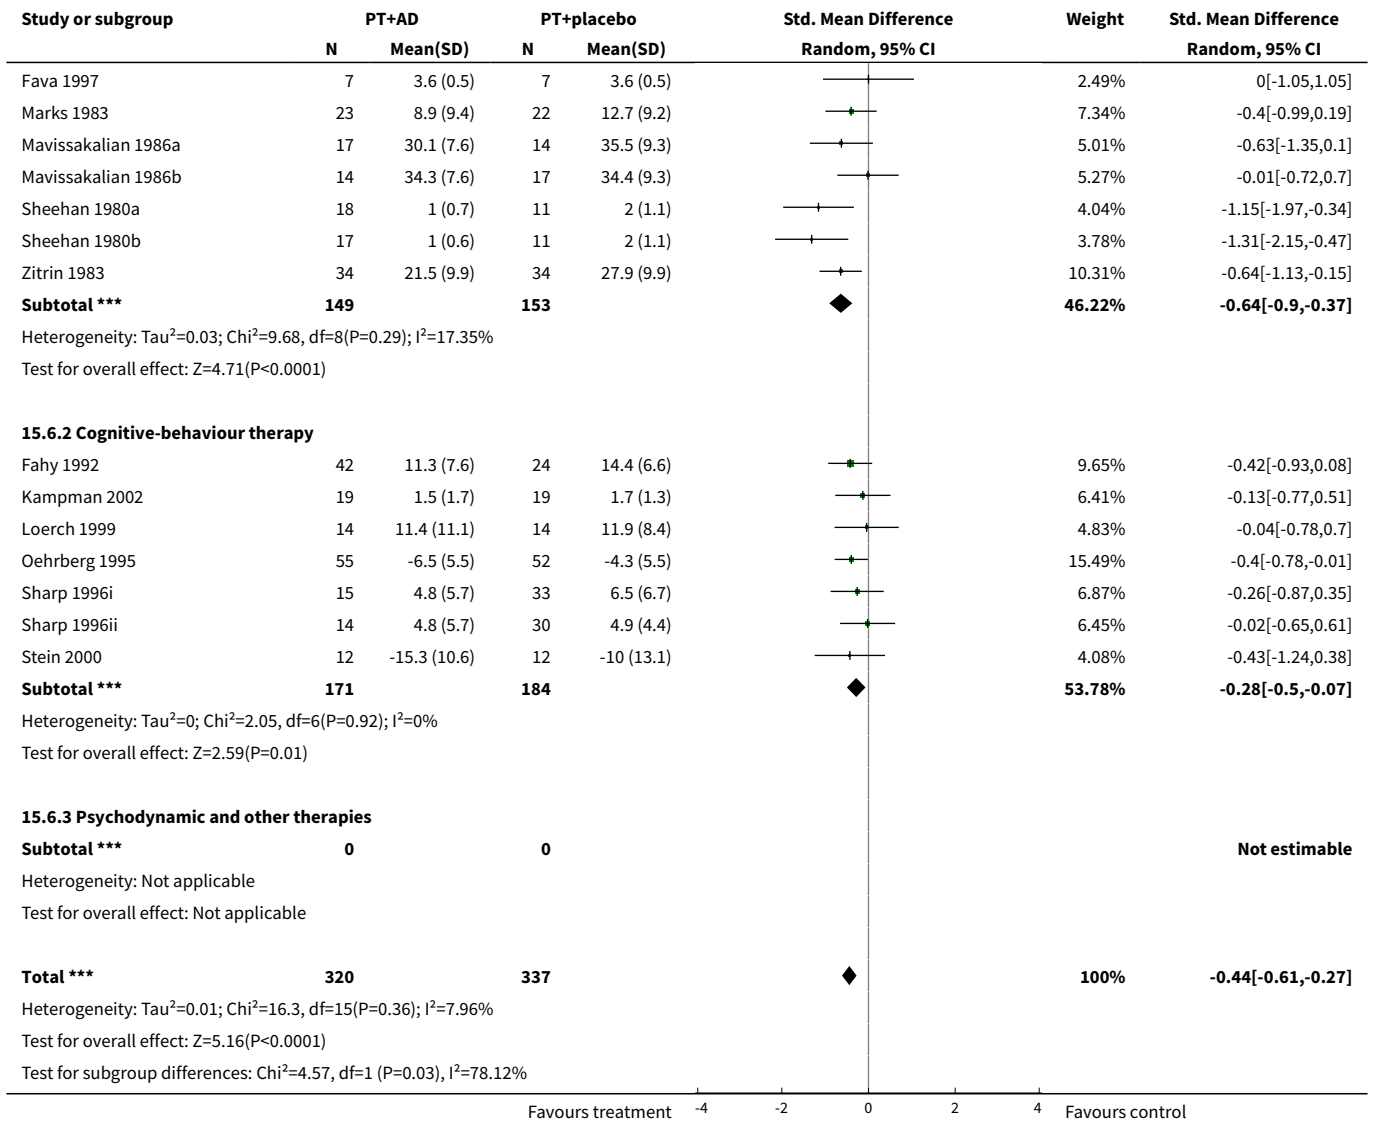 Study or subgroup PT+AD PT+placebo Std. Mean Difference Weight Std. Mean Difference
N Mean(SD) N Mean(SD) Random, 95% CI Random, 95% CI
Fava 1997 7 3.6 (0.5) 7 3.6 (0.5) 2.49% 0[-1.05,1.05]
Marks 1983 23 8.9 (9.4) 22 12.7 (9.2) 7.34% -0.4[-0.99,0.19]
Mavissakalian 1986a 17 30.1 (7.6) 14 35.5 (9.3) 5.01% -0.63[-1.35,0.1]
Mavissakalian 1986b 14 34.3 (7.6) 17 34.4 (9.3) 5.27% -0.01[-0.72,0.7]
Sheehan 1980a 18 1 (0.7) 11 2 (1.1) 4.04% -1.15[-1.97,-0.34]
Sheehan 1980b 17 1 (0.6) 11 2 (1.1) 3.78% -1.31[-2.15,-0.47]
Zitrin 1983 34 21.5 (9.9) 34 27.9 (9.9) 10.31% -0.64[-1.13,-0.15]
Subtotal *** 149 153 46.22% -0.64[-0.9,-0.37]
Heterogeneity: Tau²=0.03; Chi²=9.68, df=8(P=0.29); I²=17.35%
Test for overall effect: Z=4.71(P<0.0001)
15.6.2 Cognitive-behaviour therapy
Fahy 1992 42 11.3 (7.6) 24 14.4 (6.6) 9.65% -0.42[-0.93,0.08]
Kampman 2002 19 1.5 (1.7) 19 1.7 (1.3) 6.41% -0.13[-0.77,0.51]
Loerch 1999 14 11.4 (11.1) 14 11.9 (8.4) 4.83% -0.04[-0.78,0.7]
Oehrberg 1995 55 -6.5 (5.5) 52 -4.3 (5.5) 15.49% -0.4[-0.78,-0.01]
Sharp 1996i 15 4.8 (5.7) 33 6.5 (6.7) 6.87% -0.26[-0.87,0.35]
Sharp 1996ii 14 4.8 (5.7) 30 4.9 (4.4) 6.45% -0.02[-0.65,0.61]
Stein 2000 12 -15.3 (10.6) 12 -10 (13.1) 4.08% -0.43[-1.24,0.38]
Subtotal *** 171 184 53.78% -0.28[-0.5,-0.07]
Heterogeneity: Tau²=0; Chi²=2.05, df=6(P=0.92); I²=0%
Test for overall effect: Z=2.59(P=0.01)
15.6.3 Psychodynamic and other therapies
Subtotal *** 0 0 Not estimable
Heterogeneity: Not applicable
Test for overall effect: Not applicable
Total *** 320 337 100% -0.44[-0.61,-0.27]
Heterogeneity: Tau²=0.01; Chi²=16.3, df=15(P=0.36); I²=7.96%
Test for overall effect: Z=5.16(P<0.0001)
Test for subgroup differences: Chi²=4.57, df=1 (P=0.03), I²=78.12%
Favours treatment -4 -2 0 2 4 Favours control